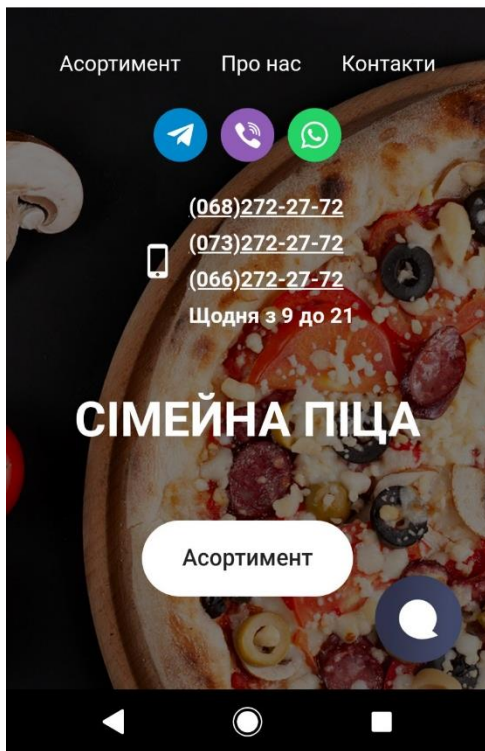 Асортимент Про нас Контакти
(068)272-27-72
(073)272-27-72
(066)272-27-72
Щодня з 9 до 21
СІМЕЙНА ПІЦА
Асортимент